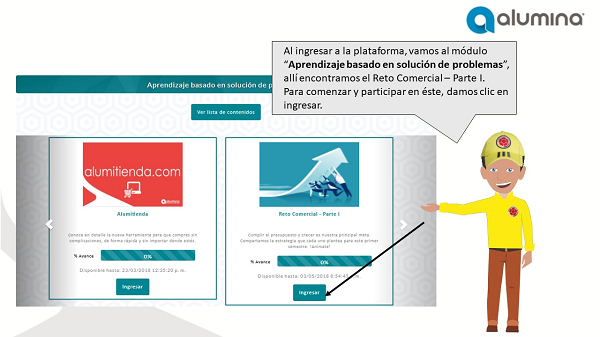 alumina
Al ingresar a la plataforma, vamos al módulo
“Aprendizaje basado en solución de problemas”,
allí encontramos el Reto Comercial – Parte I.
Para comenzar y participar en éste, damos clic en
ingresar.
Aprendizaje basado en solución de p
Ver lista de contenidos
alumitienda.com
alumina
Alumitienda
Conoce en detalle la nueva herramienta para que compres sin
complicaciones, de forma rápida y sin importar donde estés.
% Avance 0%
Disponible hasta: 23/03/2018 12:35:20 p. m.
Ingresar
Reto Comercial - Parte I
Cumplir el presupuesto y crecer es nuestra principal meta.
Compartamos la estrategia que cada uno plantea para este primer
semestre. ¡Anímate!
% Avance 0%
Disponible hasta: 03/05/2018 6:54:4
Ingresar